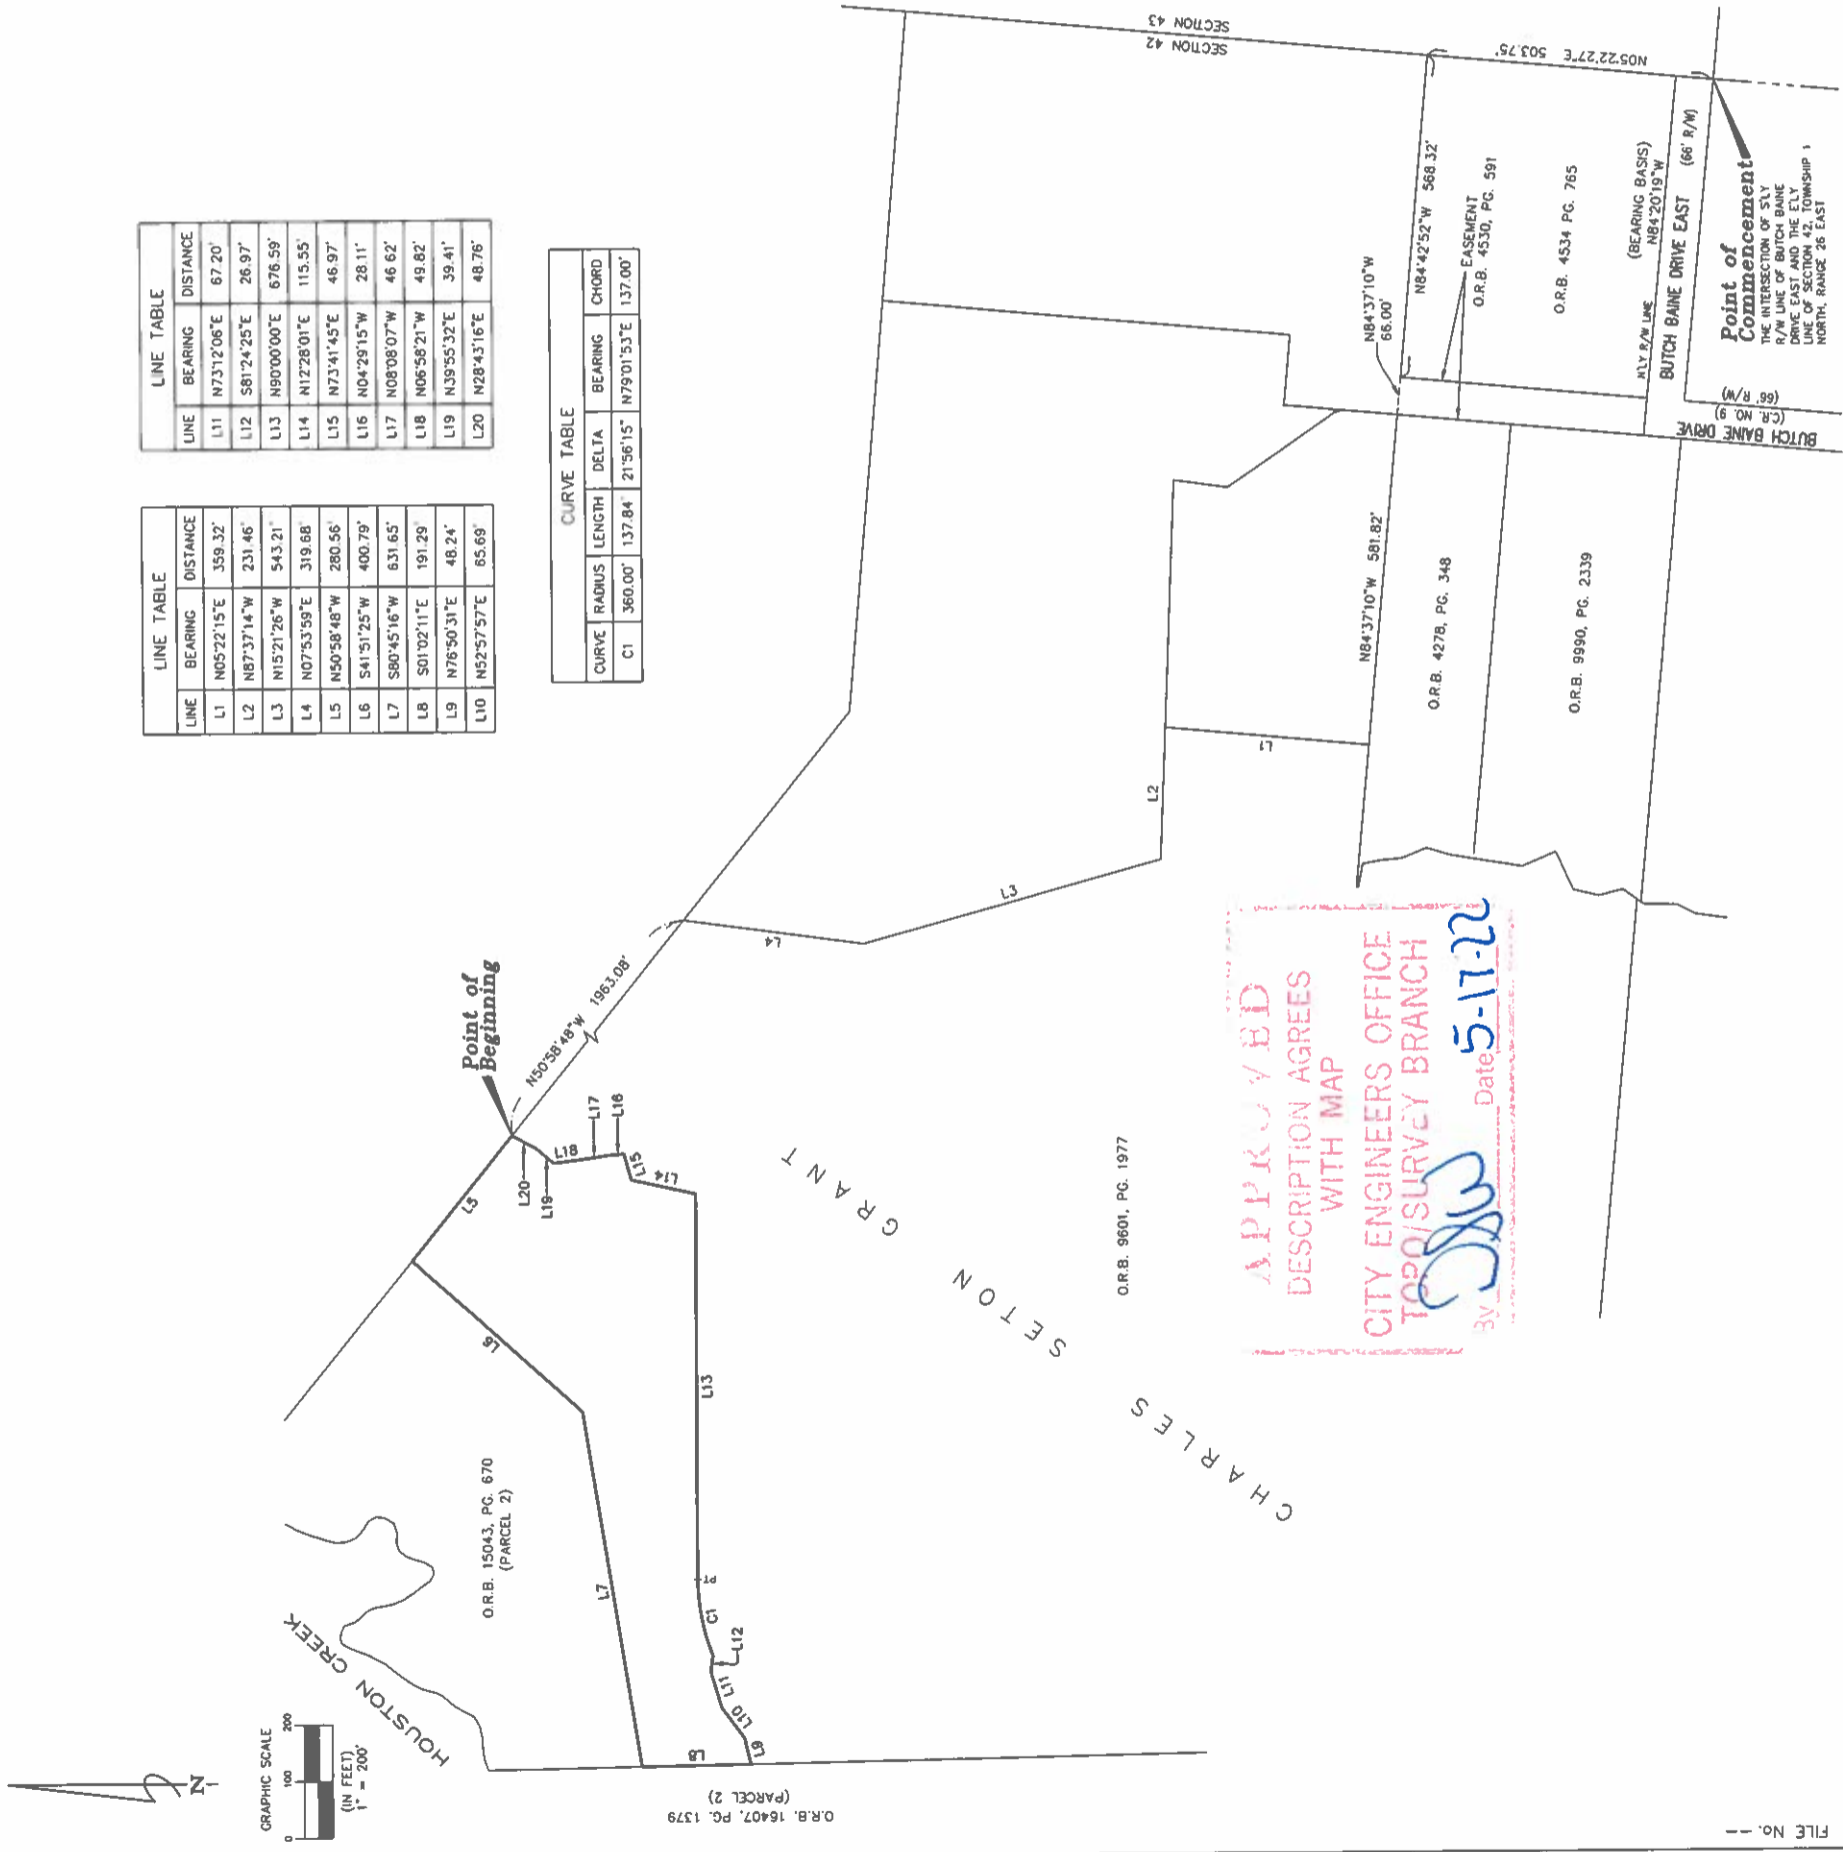 N
GRAPHIC SCALE
0 100 200
(IN FEET)
1" = 200'
HOUSTON CREEK
O.R.B. 15043, PG. 670
(PARCEL 2)
O.R.B. 16407, PG. 1379
(PARCEL 2)
LINE TABLE
LINE BEARING DISTANCE
L1 N05°22'15"E 359.32'
L2 N87°37'14"W 231.46'
L3 N15°21'26"W 543.21'
L4 N07°53'59"E 319.68'
L5 N50°58'48"W 280.56'
L6 S41°51'25"W 400.79'
L7 S80°45'16"W 631.65'
L8 S01°02'11"E 191.29'
L9 N76°50'31"E 48.24'
L10 N52°57'57"E 65.69'
LINE TABLE
LINE BEARING DISTANCE
L11 N73°12'06"E 67.20'
L12 S81°24'25"E 26.97'
L13 N90°00'00"E 676.59'
L14 N12°28'01"E 115.55'
L15 N73°41'45"E 46.97'
L16 N04°29'15"W 28.11'
L17 N08°08'07"W 46.62'
L18 N06°58'21"W 49.82'
L19 N39°55'32"E 39.41'
L20 N28°43'16"E 48.76'
CURVE TABLE
CURVE RADIUS LENGTH DELTA BEARING CHORD
C1 360.00' 137.84' 21°56'15" N79°01'53"E 137.00'
Point of
Beginning
N50°58'48"W 1963.08'
L5
L6
L7
L8
L9
L10
L11
L12
C1
PT
L13
L14
L15
L16
L17
L18
L19
L20
L4
L3
L2
L1
CHARLES SETON GRANT
O.R.B. 9601, PG. 1977
SECTION 43
SECTION 42
N05°22'27"E 503.75'
N84°37'10"W
66.00'
N84°42'52"W 568.32'
EASEMENT
O.R.B. 4530, PG. 591
O.R.B. 4534 PG. 765
N84°37'10"W 581.82'
O.R.B. 4278, PG. 348
O.R.B. 9990, PG. 2339
(BEARING BASIS)
N'LY R/W LINE N84°20'19"W
BUTCH BAINE DRIVE EAST (66' R/W)
BUTCH BAINE DRIVE
(C.R. NO. 9)
(66' R/W)
Point of
Commencement
THE INTERSECTION OF S'LY
R/W LINE OF BUTCH BAINE
DRIVE EAST AND THE E'LY
LINE OF SECTION 42, TOWNSHIP 1
NORTH, RANGE 26 EAST
APPROVED
DESCRIPTION AGREES
WITH MAP
CITY ENGINEERS OFFICE
TOPO/SURVEY BRANCH
By Date 5-17-22
FILE No. --